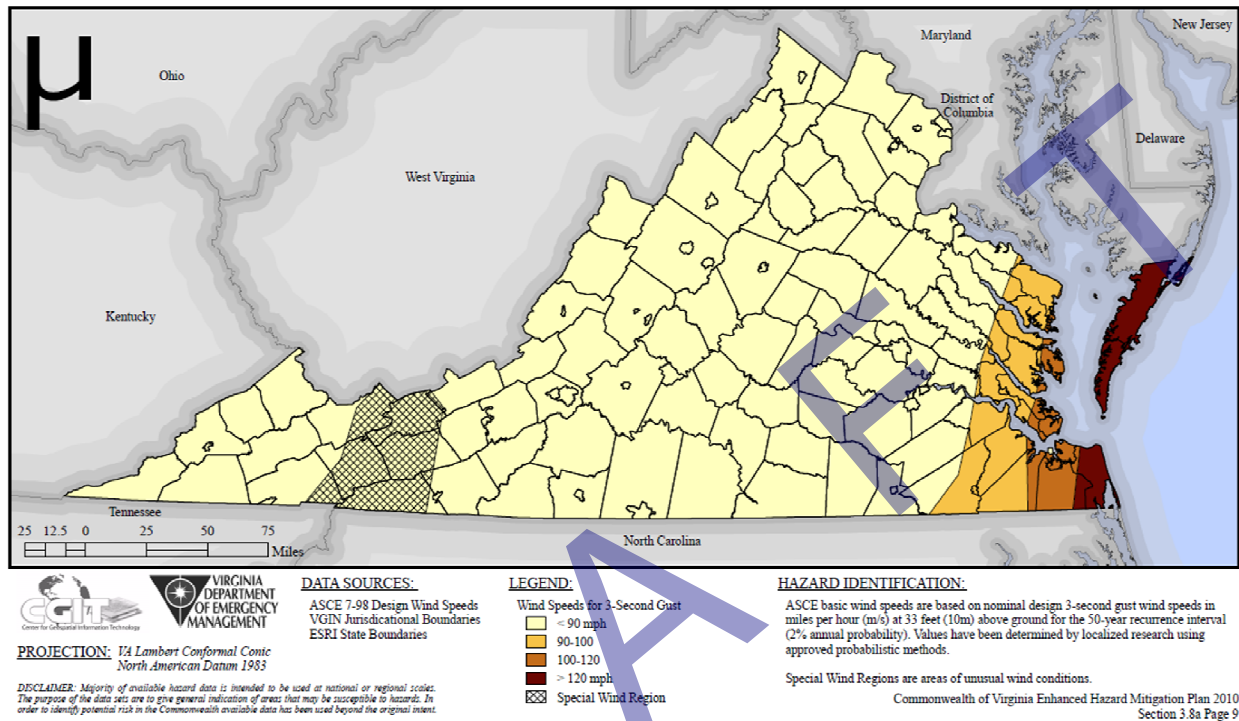 µ
Ohio
Maryland
New Jersey
District of
Columbia
Delaware
West Virginia
Kentucky
Tennessee
North Carolina
25 12.5 0 25 50 75
Miles
T
F
A
CGIT
Center for Geospatial Information Technology
VIRGINIA
DEPARTMENT
OF EMERGENCY
MANAGEMENT
PROJECTION: VA Lambert Conformal Conic
North American Datum 1983
DISCLAIMER: Majority of available hazard data is intended to be used at national or regional scales.
The purpose of the data sets are to give general indication of areas that may be susceptible to hazards. In
order to identify potential risk in the Commonwealth available data has been used beyond the original intent.
DATA SOURCES:
ASCE 7-98 Design Wind Speeds
VGIN Jurisdicational Boundaries
ESRI State Boundaries
LEGEND:
Wind Speeds for 3-Second Gust
< 90 mph
90-100
100-120
> 120 mph
Special Wind Region
HAZARD IDENTIFICATION:
ASCE basic wind speeds are based on nominal design 3-second gust wind speeds in
miles per hour (m/s) at 33 feet (10m) above ground for the 50-year recurrence interval
(2% annual probability). Values have been determined by localized research using
approved probabilistic methods.
Special Wind Regions are areas of unusual wind conditions.
Commonwealth of Virginia Enhanced Hazard Mitigation Plan 2010
Section 3.8a Page 9